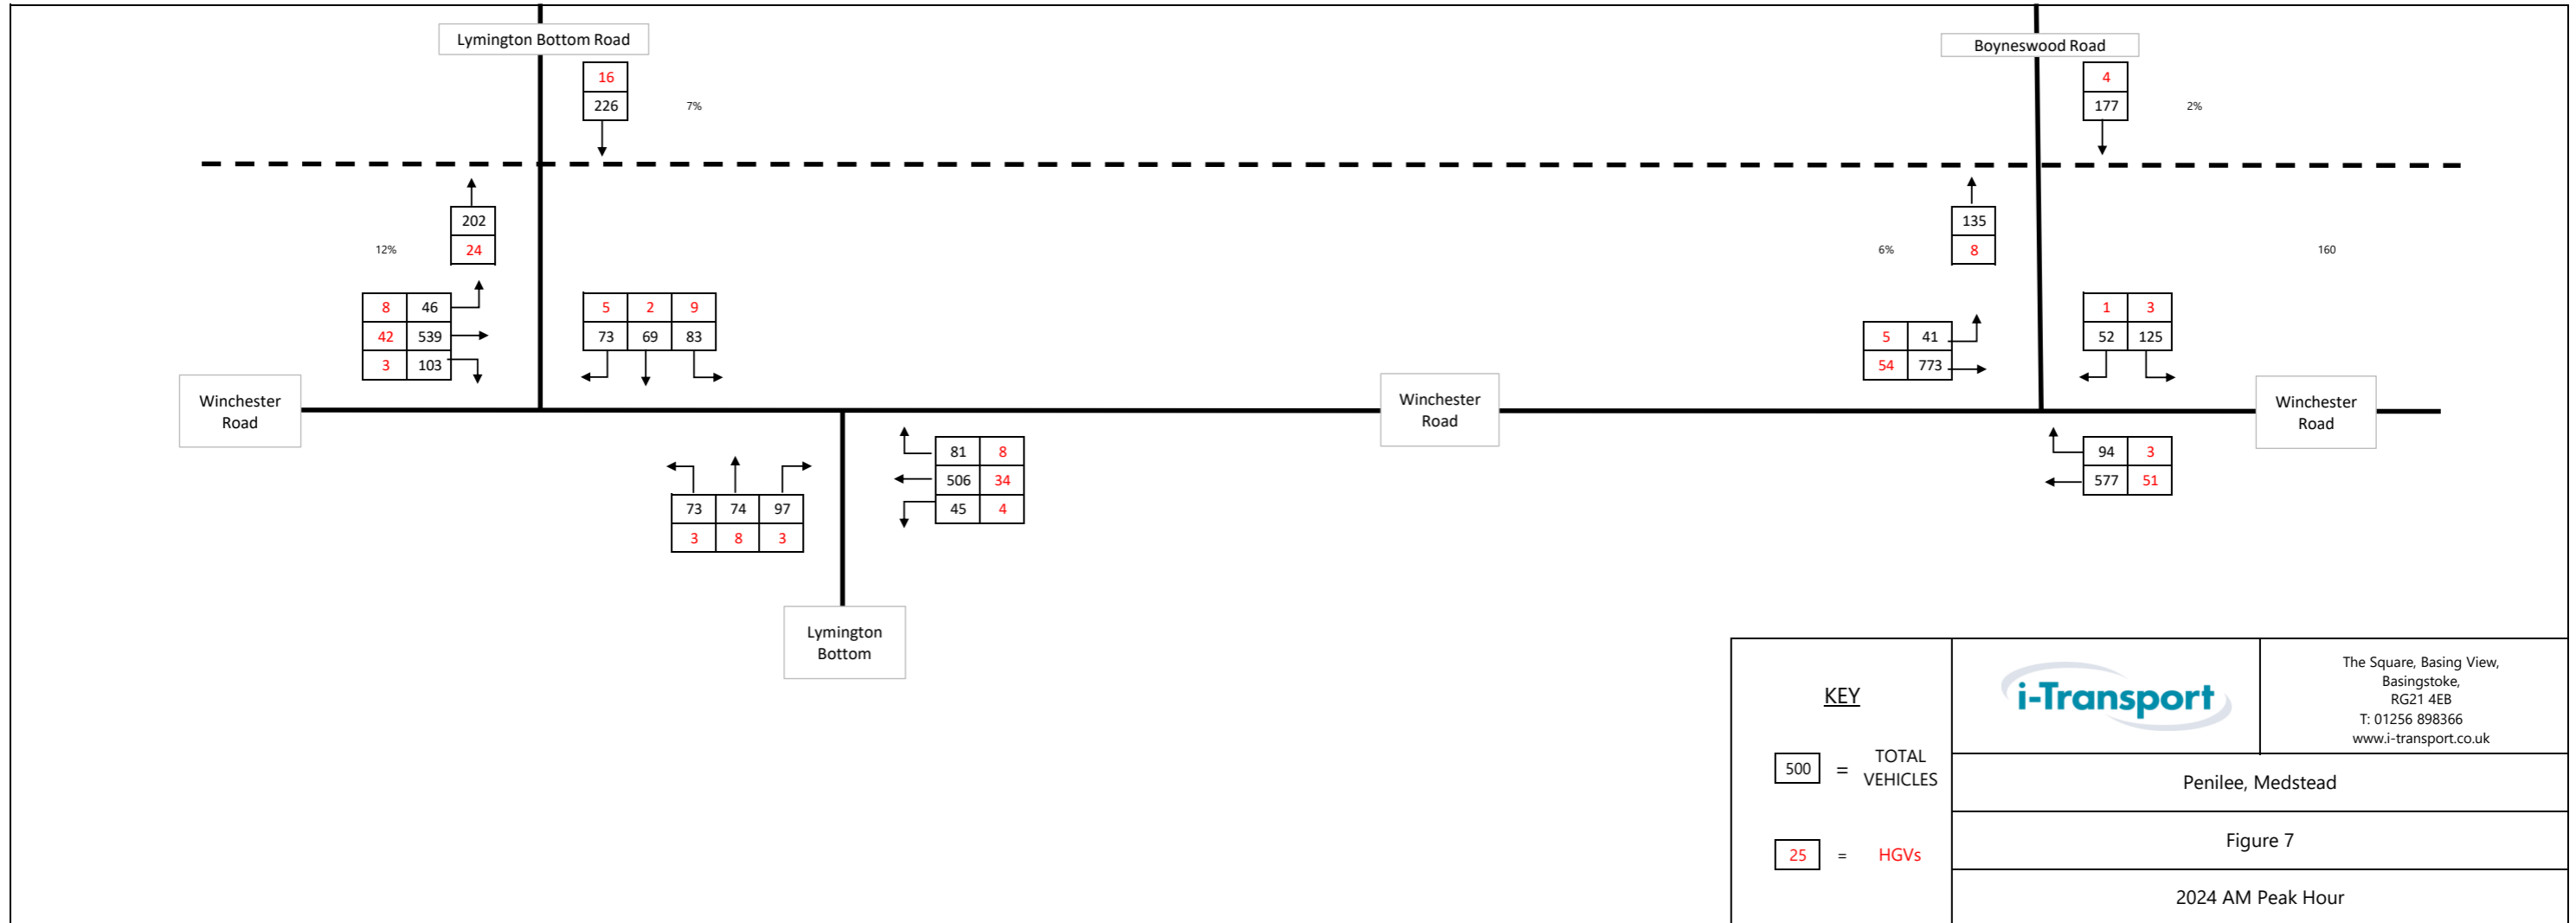 Lymington Bottom Road
Boyneswood Road
16
226
7%
4
177
2%
202
24
12%
135
8
6%
160
8 46
42 539
3 103
5 2 9
73 69 83
5 41
54 773
1 3
52 125
Winchester
Road
Winchester
Road
Winchester
Road
81 8
506 34
45 4
73 74 97
3 8 3
94 3
577 51
Lymington
Bottom
KEY
500 = TOTAL
VEHICLES
25 = HGVs
i-Transport
The Square, Basing View,
Basingstoke,
RG21 4EB
T: 01256 898366
www.i-transport.co.uk
Penilee, Medstead
Figure 7
2024 AM Peak Hour